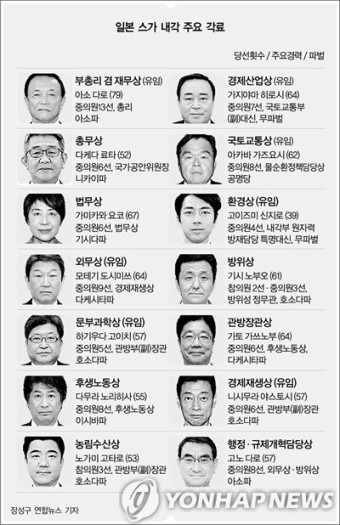 일본 스가 내각 주요 각료
당선횟수 / 주요경력 / 파벌
부총리 겸 재무상 (유임)
아소 다로 (79)
중의원13선, 총리
아소파
경제산업상 (유임)
가지야마 히로시 (64)
중의원7선, 국토교통부
(副)대신, 무파벌
총무상
다케다 료타 (52)
중의원6선, 국가공안위원장
니카이파
국토교통상 (유임)
아카바 가즈요시 (62)
중의원8선, 물순환정책담당상
공명당
법무상
가미카와 요코 (67)
중의원6선, 법무상
기시다파
환경상 (유임)
고이즈미 신지로 (39)
중의원4선, 내각부 원자력
방재담당 특명대신, 무파벌
외무상 (유임)
모테기 도시미쓰 (64)
중의원9선, 경제재생상
다케시타파
방위상
기시 노부오 (61)
참의원 2선 · 중의원3선,
방위성 정무관, 호소다파
문부과학상 (유임)
하기우다 고이치 (57)
중의원5선, 관방부(副)장관
호소다파
관방장관상
가토 가쓰노부 (64)
중의원6선, 후생노동상,
다케시타파
후생노동상
다무라 노리히사 (55)
중의원8선, 후생노동상
이시바파
경제재생상 (유임)
니시무라 야스토시 (57)
중의원6선, 관방부(副)장관
호소다파
농림수산상
노가미 고타로 (53)
참의원3선, 관방부(副)장관
호소다파
행정 · 규제개혁담당상
고노 다로 (57)
중의원8선, 외무상 · 방위상
아소파
장성구 연합뉴스 기자
YONHAP NEWS